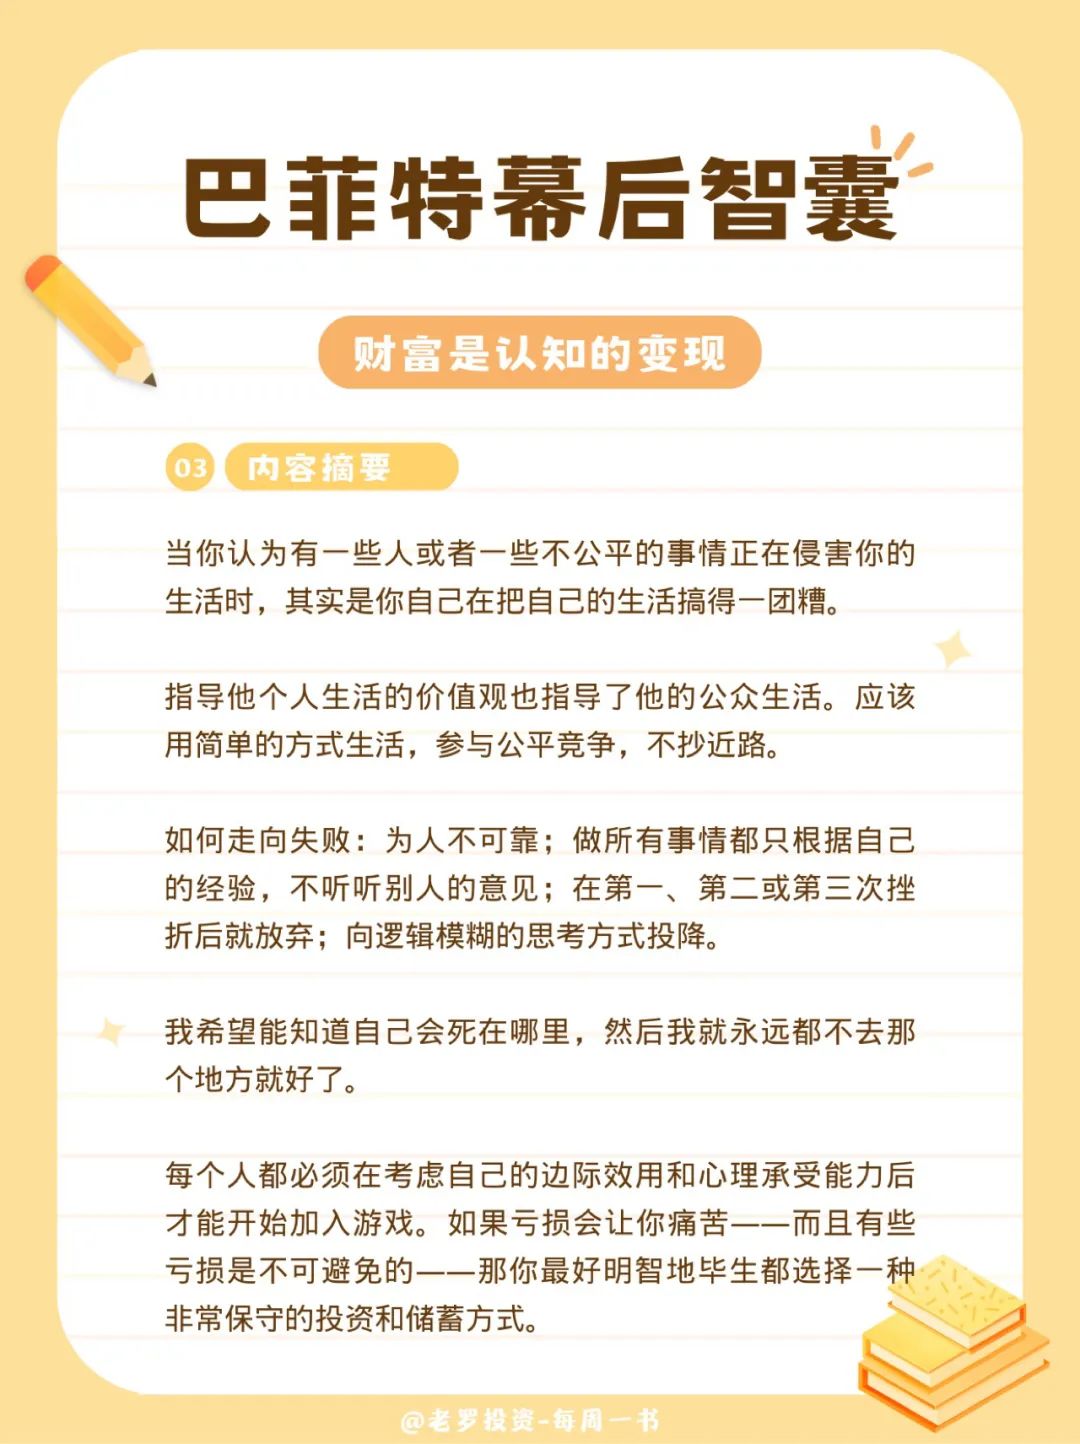 巴菲特幕后智囊
财富是认知的变现
03 内容摘要
当你认为有一些人或者一些不公平的事情正在侵害你的
生活时，其实是你自己在把自己的生活搞得一团糟。
指导他个人生活的价值观也指导了他的公众生活。应该
用简单的方式生活，参与公平竞争，不抄近路。
如何走向失败：为人不可靠；做所有事情都只根据自己
的经验，不听听别人的意见；在第一、第二或第三次挫
折后就放弃；向逻辑模糊的思考方式投降。
我希望能知道自己会死在哪里，然后我就永远都不去那
个地方就好了。
每个人都必须在考虑自己的边际效用和心理承受能力后
才能开始加入游戏。如果亏损会让你痛苦——而且有些
亏损是不可避免的——那你最好明智地毕生都选择一种
非常保守的投资和储蓄方式。
@老罗投资-每周一书